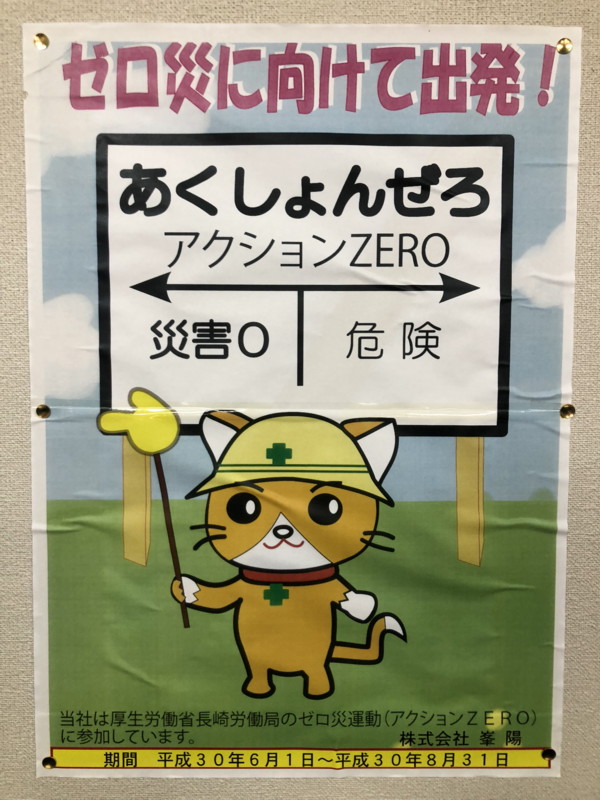 ゼロ災に向けて出発！
あくしょんぜろ
アクションZERO
災害0 危険
当社は厚生労働省長崎労働局のゼロ災運動(アクションＺＥＲＯ)
に参加しています。 株式会社 峯陽
期間 平成３０年６月１日～平成３０年８月３１日